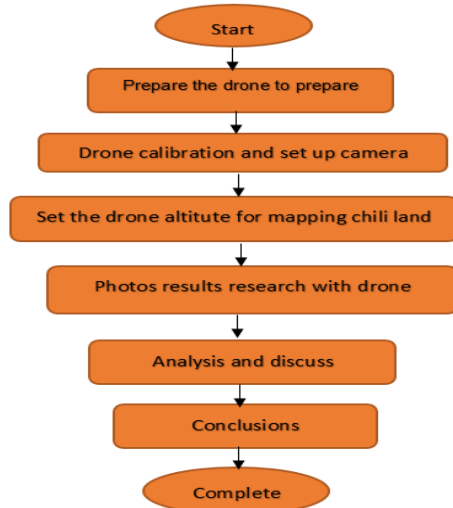 Start
Prepare the drone to prepare
Drone calibration and set up camera
Set the drone altitute for mapping chili land
Photos results research with drone
Analysis and discuss
Conclusions
Complete